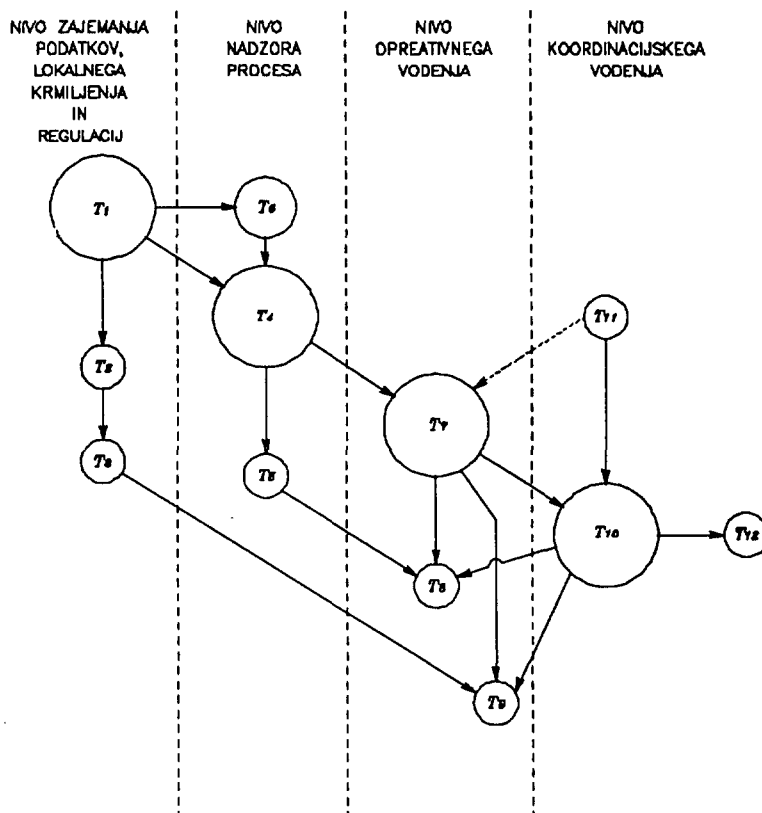 NIVO ZAJEMANJA
PODATKOV,
LOKALNEGA
KRMILJENJA
IN
REGULACIJ
NIVO
NADZORA
PROCESA
NIVO
OPREATIVNEGA
VODENJA
NIVO
KOORDINACIJSKEGA
VODENJA
T1
T6
T4
T11
T2
T7
T3
T5
T10
T12
T8
T9